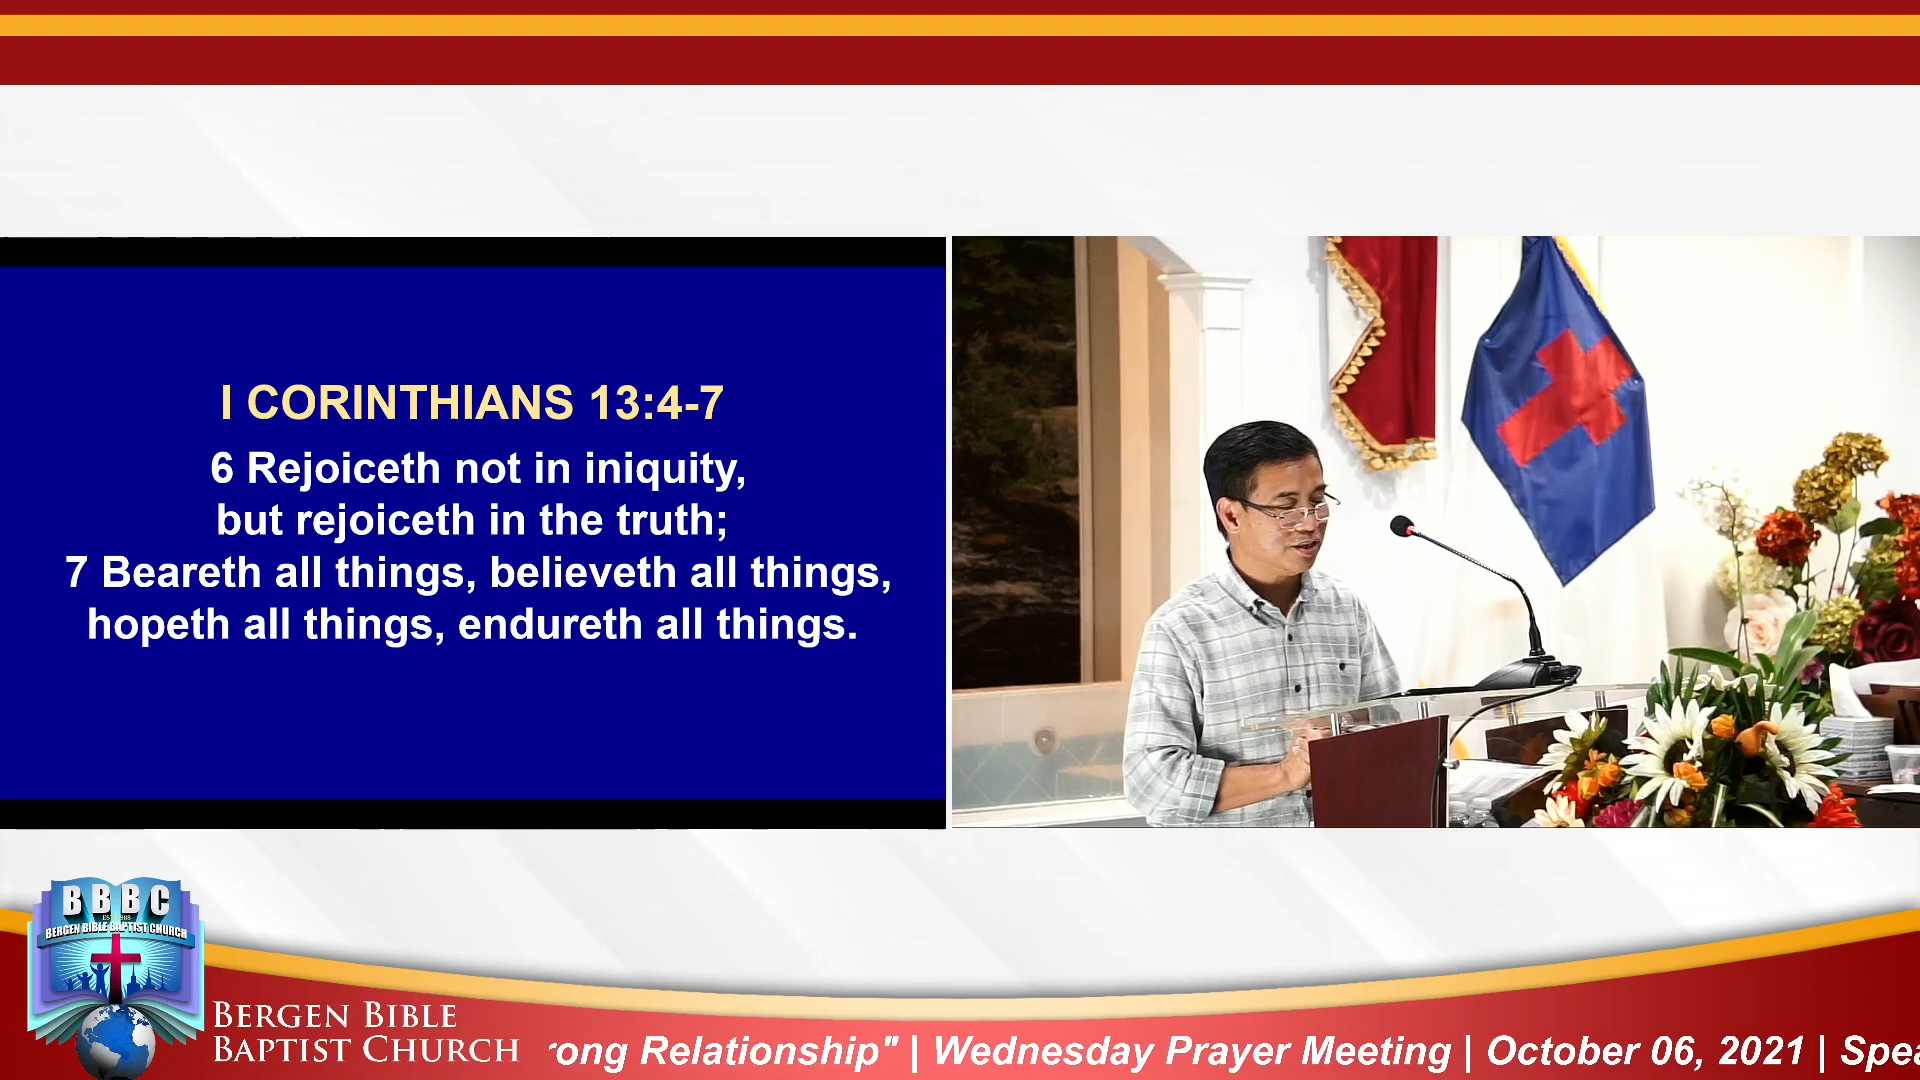 I CORINTHIANS 13:4-7
6 Rejoiceth not in iniquity,
but rejoiceth in the truth;
7 Beareth all things, believeth all things,
hopeth all things, endureth all things.
BBBC
BERGEN BIBLE BAPTIST CHURCH
BERGEN BIBLE
BAPTIST CHURCH
Relationship" | Wednesday Prayer Meeting | October 06, 2021 |